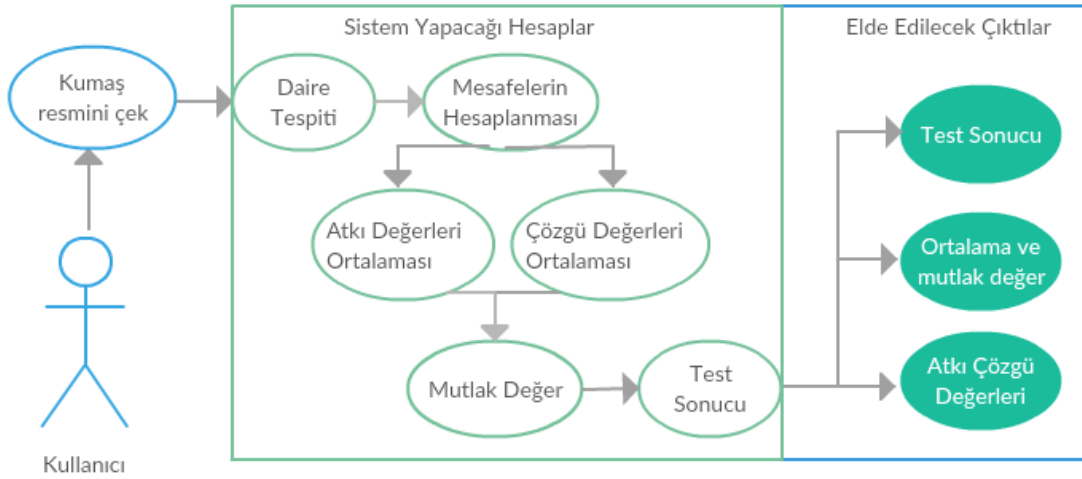 Sistem Yapacağı Hesaplar
Elde Edilecek Çıktılar
Kumaş
resmini çek
Daire
Tespiti
Mesafelerin
Hesaplanması
Atkı Değerleri
Ortalaması
Çözgü Değerleri
Ortalaması
Mutlak Değer
Test
Sonucu
Test Sonucu
Ortalama ve
mutlak değer
Atkı Çözgü
Değerleri
Kullanıcı